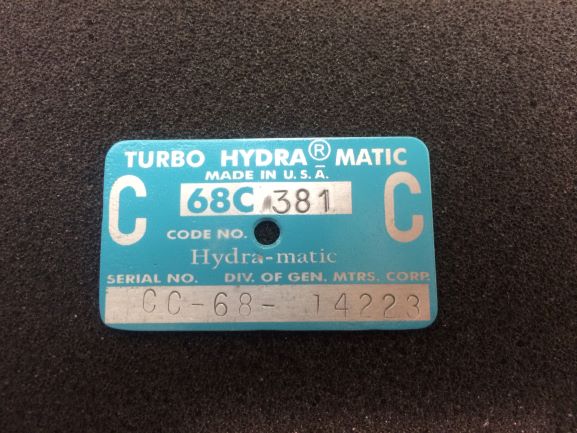 TURBO HYDRA® MATIC
MADE IN U.S.A.
C 68C 381 C
CODE NO.
Hydra-matic
SERIAL NO. DIV. OF GEN. MTRS. CORP.
CC-68-14223